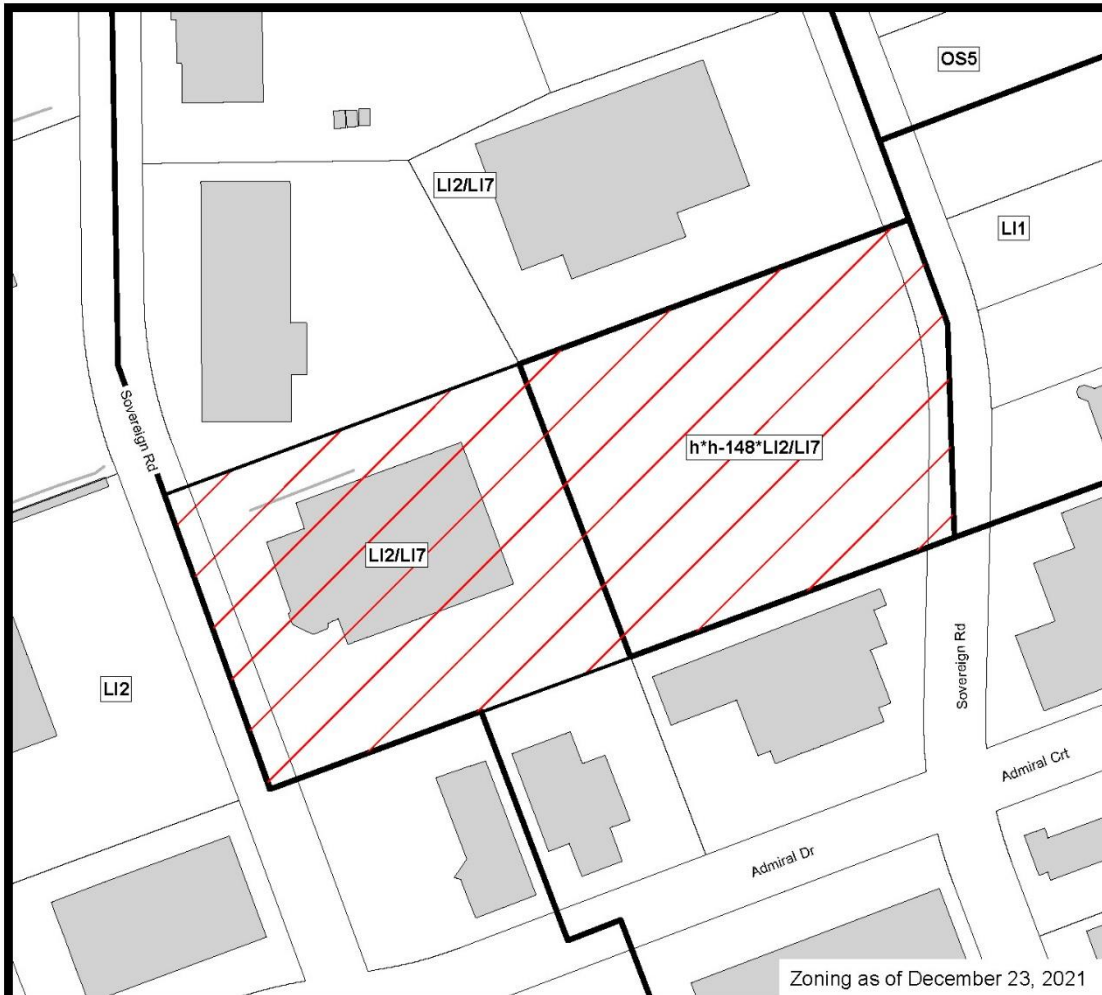 OS5
LI2/LI7
LI1
Sovereign Rd
h*h-148*LI2/LI7
LI2/LI7
LI2
Sovereign Rd
Admiral Crt
Admiral Dr
Zoning as of December 23, 2021